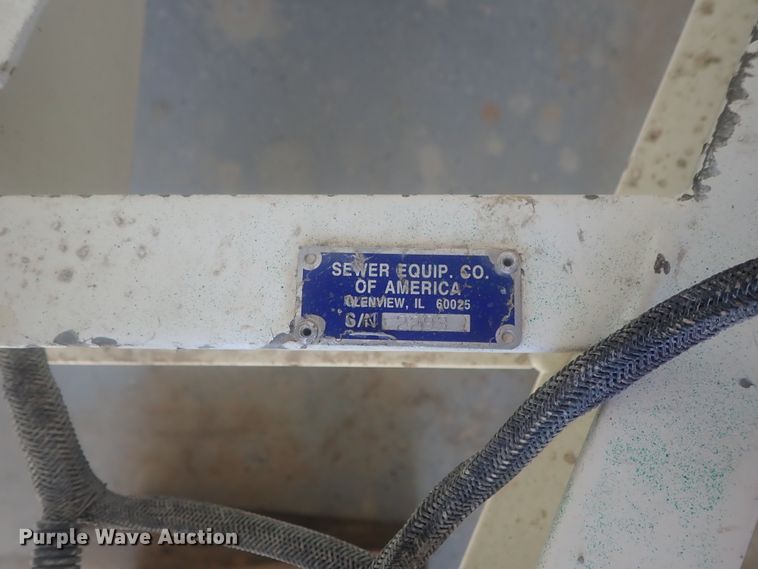 SEWER EQUIP. CO.
OF AMERICA
GLENVIEW, IL 60025
S/N
Purple Wave Auction